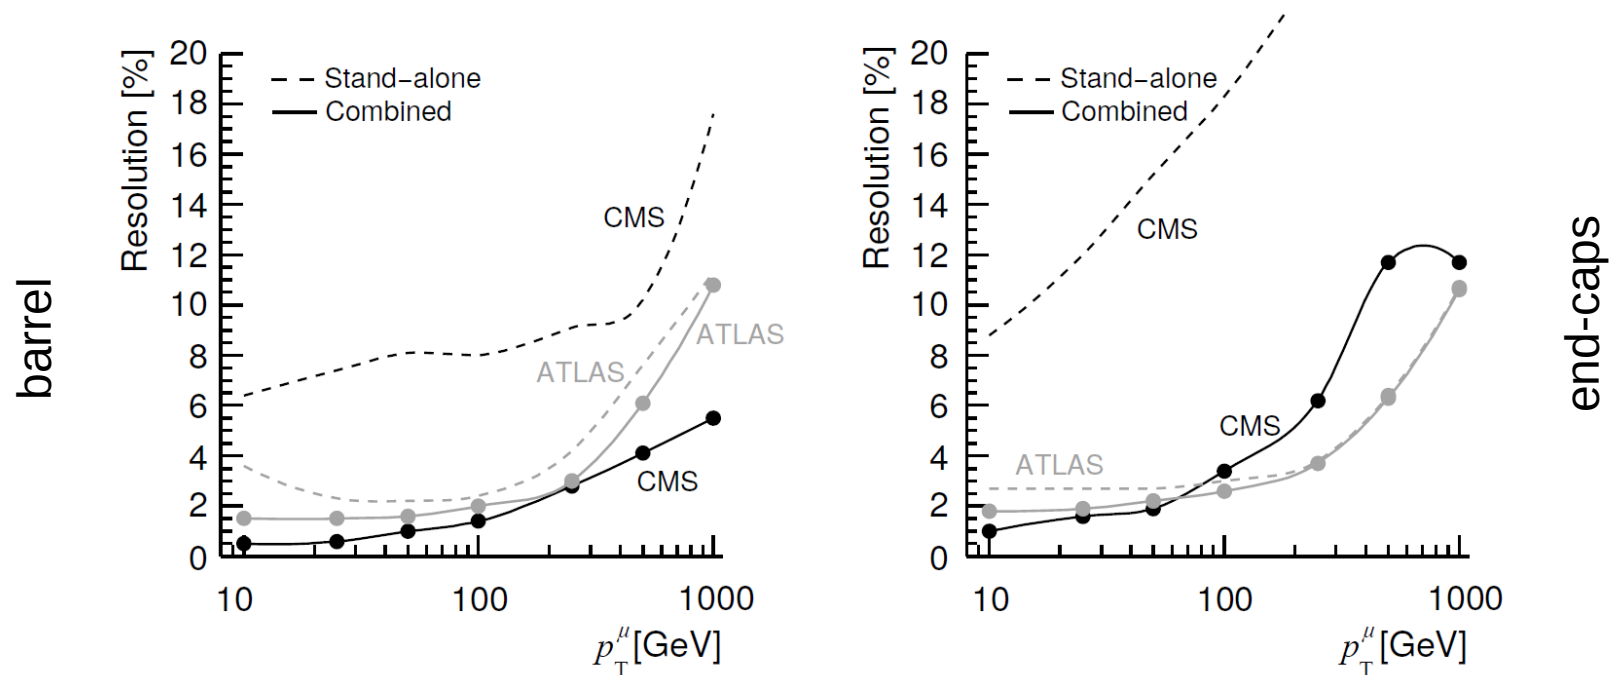 barrel
Resolution [%]
20
18
16
14
12
10
8
6
4
2
0
Stand-alone
Combined
CMS
ATLAS
ATLAS
CMS
10
100
1000
p_T^μ [GeV]
Resolution [%]
20
18
16
14
12
10
8
6
4
2
0
Stand-alone
Combined
CMS
CMS
ATLAS
10
100
1000
p_T^μ [GeV]
end-caps